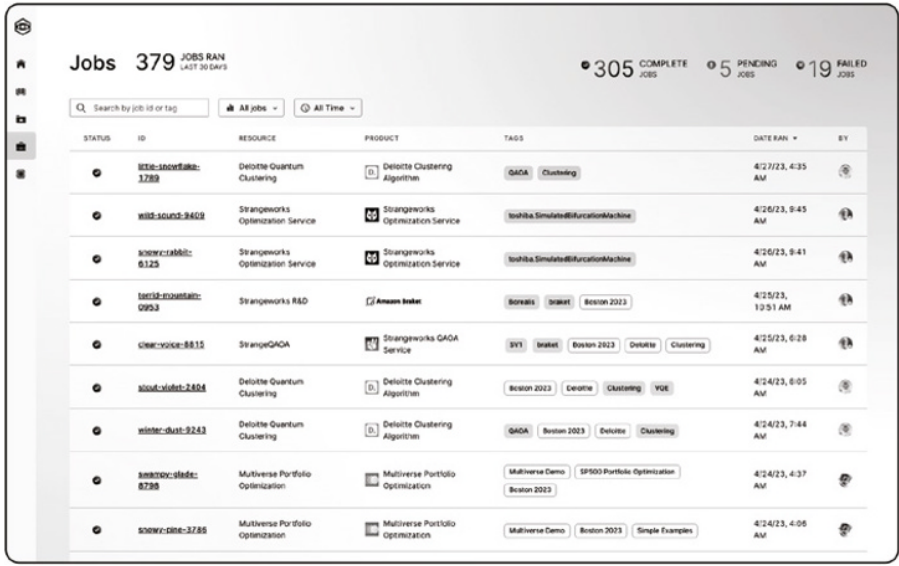 Jobs 379 JOBS RAN
LAST 30 DAYS
305 COMPLETE
JOBS
5 PENDING
JOBS
19 FAILED
JOBS
Search by job id or tag
All jobs
All Time
STATUS ID RESOURCE PRODUCT TAGS DATE RAN BY
little-snowflake-
1789
Deloitte Quantum
Clustering
D. Deloitte Clustering
Algorithm
QAOA Clustering
4/27/23, 4:35
AM
wild-sound-9409
Strangeworks
Optimization Service
Strangeworks
Optimization Service
toshiba.SimulatedBifurcationMachine
4/26/23, 9:45
AM
snowy-rabbit-
6125
Strangeworks
Optimization Service
Strangeworks
Optimization Service
toshiba.SimulatedBifurcationMachine
4/26/23, 9:41
AM
torrid-mountain-
0953
Strangeworks R&D
Amazon Braket
Borealis braket Boston 2023
4/25/23,
10:51 AM
clear-voice-8815
StrangeQAOA
Strangeworks QAOA
Service
SV1 braket Boston 2023 Deloitte Clustering
4/25/23, 6:28
AM
stout-violet-2404
Deloitte Quantum
Clustering
D. Deloitte Clustering
Algorithm
Boston 2023 Deloitte Clustering VQE
4/24/23, 8:05
AM
winter-dust-9243
Deloitte Quantum
Clustering
D. Deloitte Clustering
Algorithm
QAOA Boston 2023 Deloitte Clustering
4/24/23, 7:44
AM
swampy-glade-
8798
Multiverse Portfolio
Optimization
Multiverse Portfolio
Optimization
Multiverse Demo SP500 Portfolio Optimization
Boston 2023
4/24/23, 4:37
AM
snowy-pine-3786
Multiverse Portfolio
Optimization
Multiverse Portfolio
Optimization
Multiverse Demo Boston 2023 Simple Examples
4/24/23, 4:06
AM